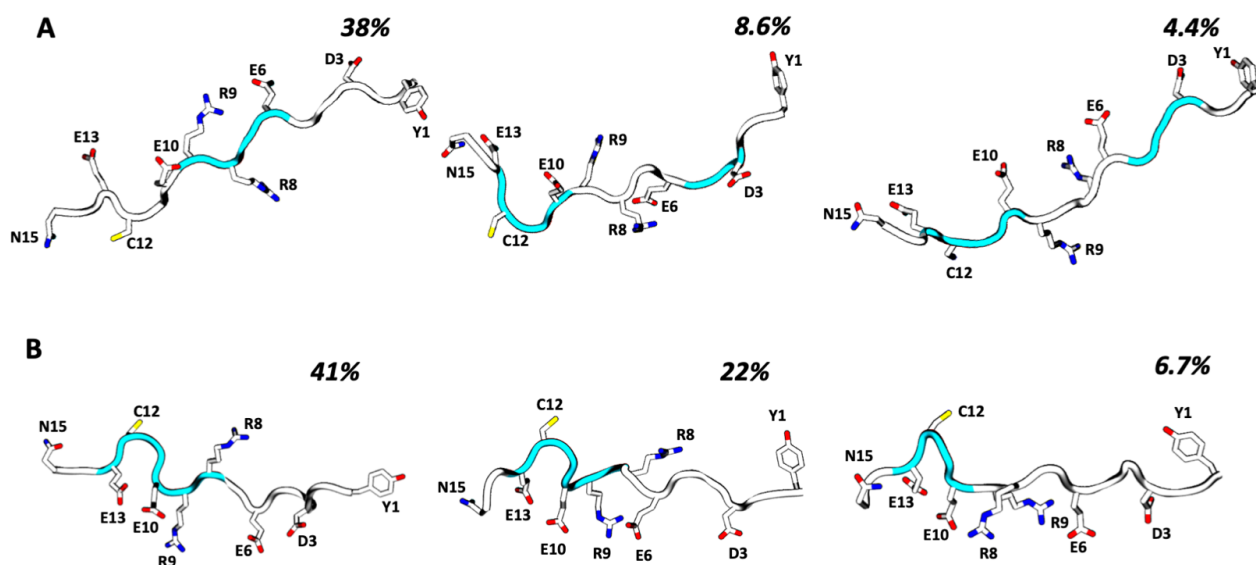 A
38%
8.6%
4.4%
D3
E6
R9
Y1
E13
E10
R8
N15
C12
Y1
E13
R9
N15
E10
D3
E6
C12
R8
D3
Y1
E6
R8
E10
E13
N15
R9
C12
B
41%
22%
6.7%
C12
N15
R8
Y1
E13
E10
E6
D3
R9
C12
Y1
R8
N15
E13
E10
R9
E6
D3
C12
Y1
N15
E13
E10
R9
R8
E6
D3